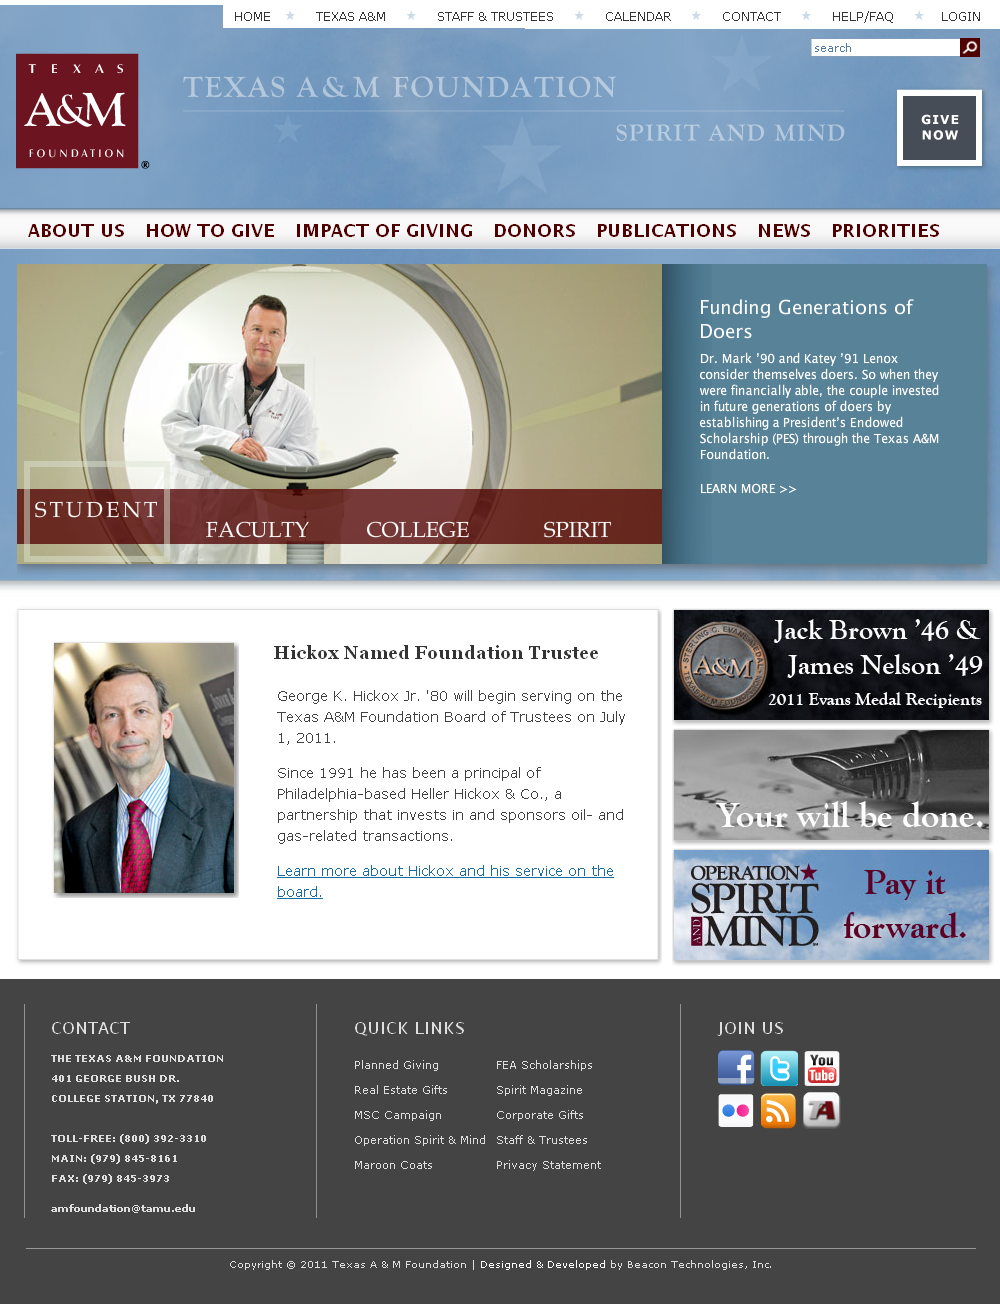 HOME TEXAS A&M STAFF & TRUSTEES CALENDAR CONTACT HELP/FAQ LOGIN
search
TEXAS
A&M
FOUNDATION
®
TEXAS A&M FOUNDATION
SPIRIT AND MIND
GIVE
NOW
ABOUT US HOW TO GIVE IMPACT OF GIVING DONORS PUBLICATIONS NEWS PRIORITIES
Funding Generations of
Doers
Dr. Mark ’90 and Katey ’91 Lenox
consider themselves doers. So when they
were financially able, the couple invested
in future generations of doers by
establishing a President’s Endowed
Scholarship (PES) through the Texas A&M
Foundation.
LEARN MORE >>
STUDENT FACULTY COLLEGE SPIRIT
Hickox Named Foundation Trustee
George K. Hickox Jr. '80 will begin serving on the
Texas A&M Foundation Board of Trustees on July
1, 2011.
Since 1991 he has been a principal of
Philadelphia-based Heller Hickox & Co., a
partnership that invests in and sponsors oil- and
gas-related transactions.
Learn more about Hickox and his service on the
board.
STERLING C. EVANS MEDAL
A&M
Jack Brown ’46 &
James Nelson ’49
2011 Evans Medal Recipients
Your will be done.
OPERATION
SPIRIT
AND MIND
Pay it
forward.
CONTACT
THE TEXAS A&M FOUNDATION
401 GEORGE BUSH DR.
COLLEGE STATION, TX 77840
TOLL-FREE: (800) 392-3310
MAIN: (979) 845-8161
FAX: (979) 845-3973
amfoundation@tamu.edu
QUICK LINKS
Planned Giving FEA Scholarships
Real Estate Gifts Spirit Magazine
MSC Campaign Corporate Gifts
Operation Spirit & Mind Staff & Trustees
Maroon Coats Privacy Statement
JOIN US
You
Tube
Copyright © 2011 Texas A & M Foundation | Designed & Developed by Beacon Technologies, Inc.